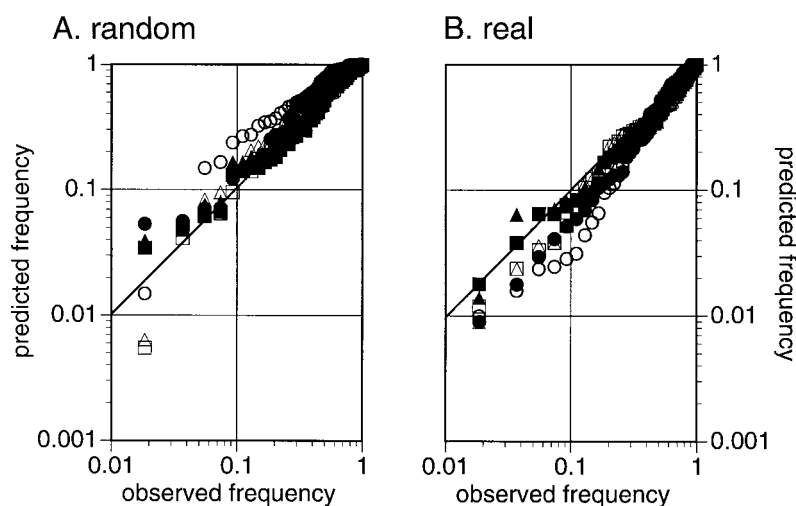 A. random
B. real
1
0.1
0.01
0.001
predicted frequency
0.01
0.1
1
observed frequency
1
0.1
0.01
0.001
predicted frequency
0.01
0.1
1
observed frequency